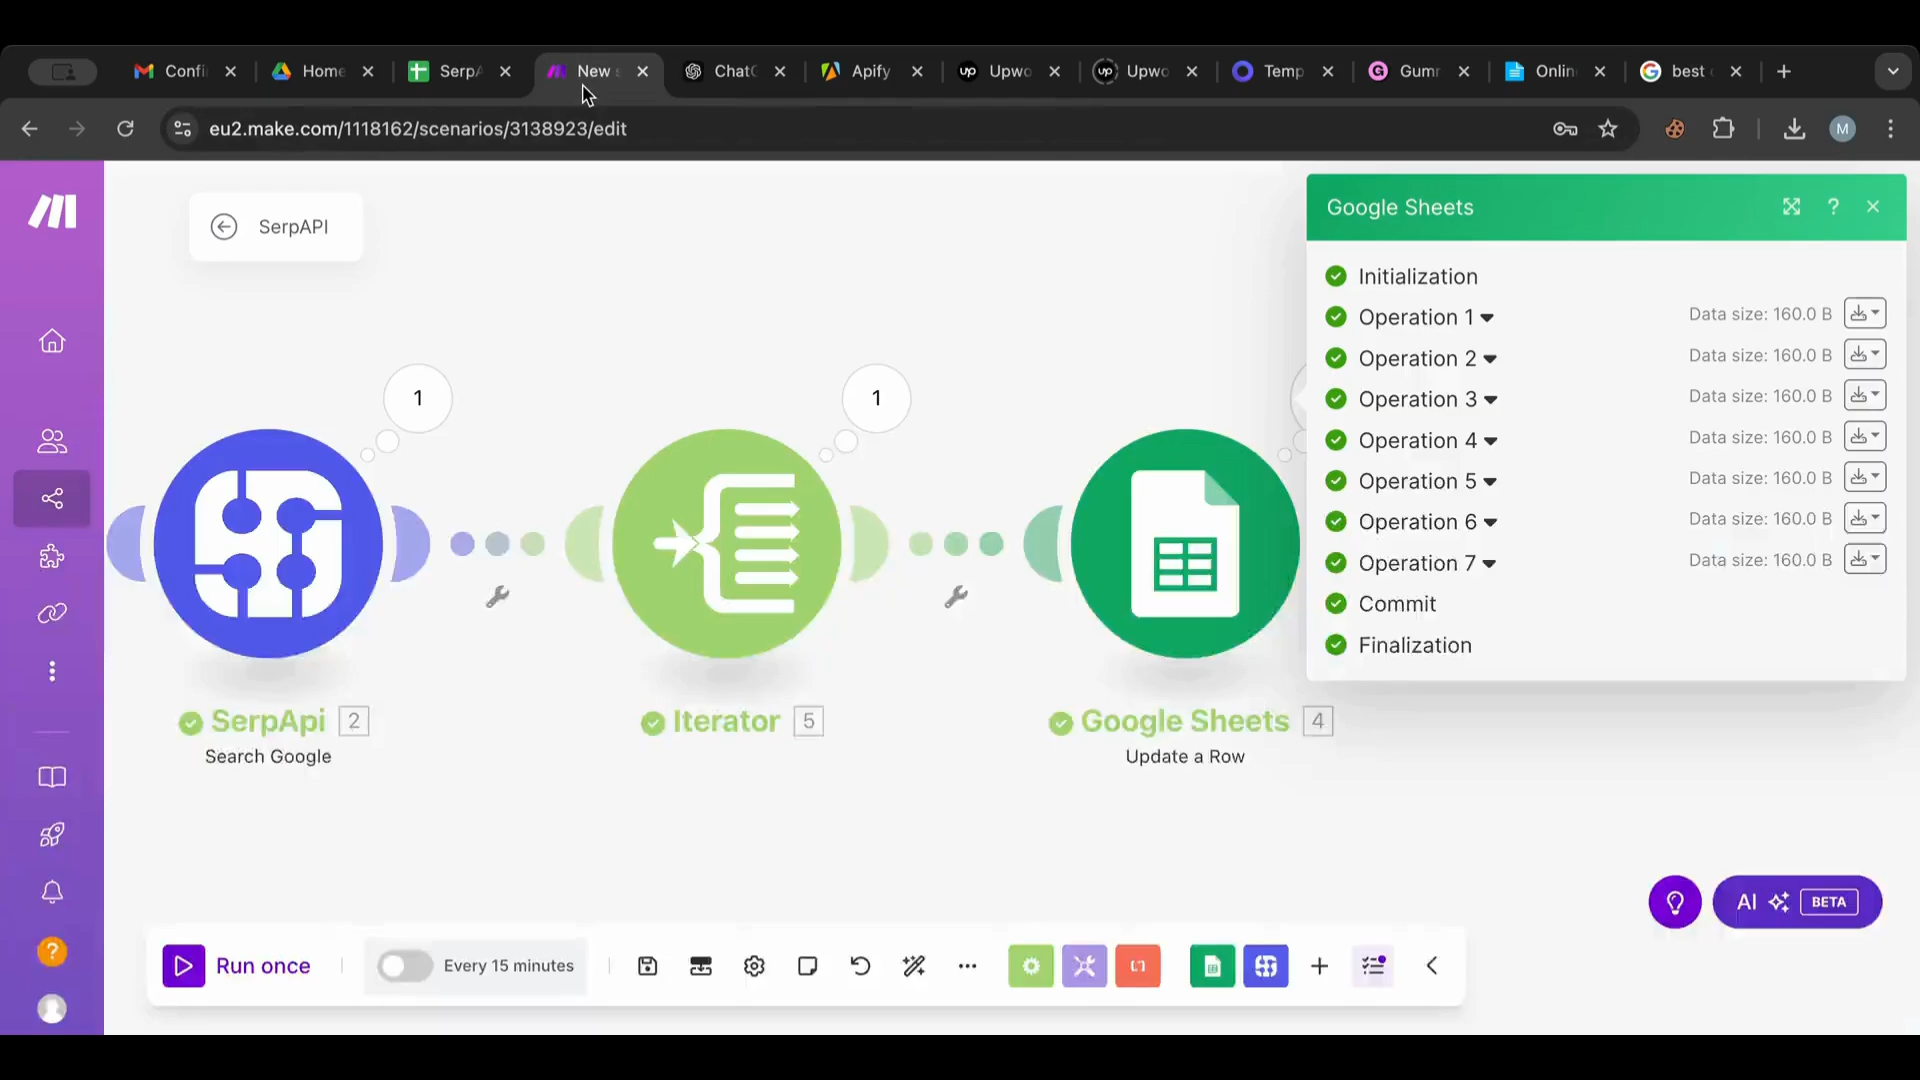 Confi
Home
SerpA
New s
ChatG
Apify
Upwo
Upwo
Temp
Gumr
Onlin
best c
eu2.make.com/1118162/scenarios/3138923/edit
M
SerpAPI
Google Sheets
?
Initialization
Operation 1 Data size: 160.0 B
Operation 2 Data size: 160.0 B
Operation 3 Data size: 160.0 B
Operation 4 Data size: 160.0 B
Operation 5 Data size: 160.0 B
Operation 6 Data size: 160.0 B
Operation 7 Data size: 160.0 B
Commit
Finalization
1
1
SerpApi 2
Search Google
Iterator 5
Google Sheets 4
Update a Row
AI BETA
Run once
Every 15 minutes
?